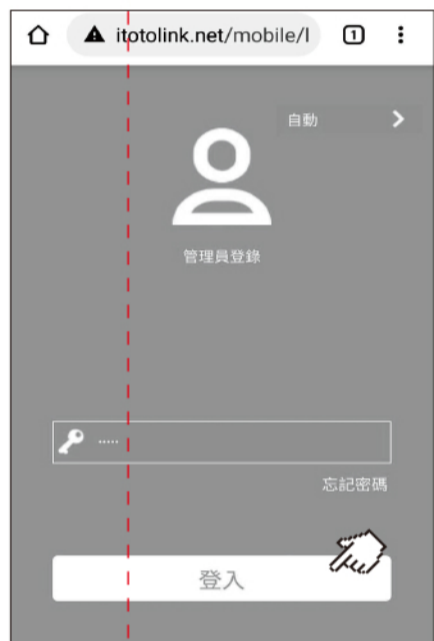 itotolink.net/mobile/l
1
自動
管理員登錄
·····
忘記密碼
登入